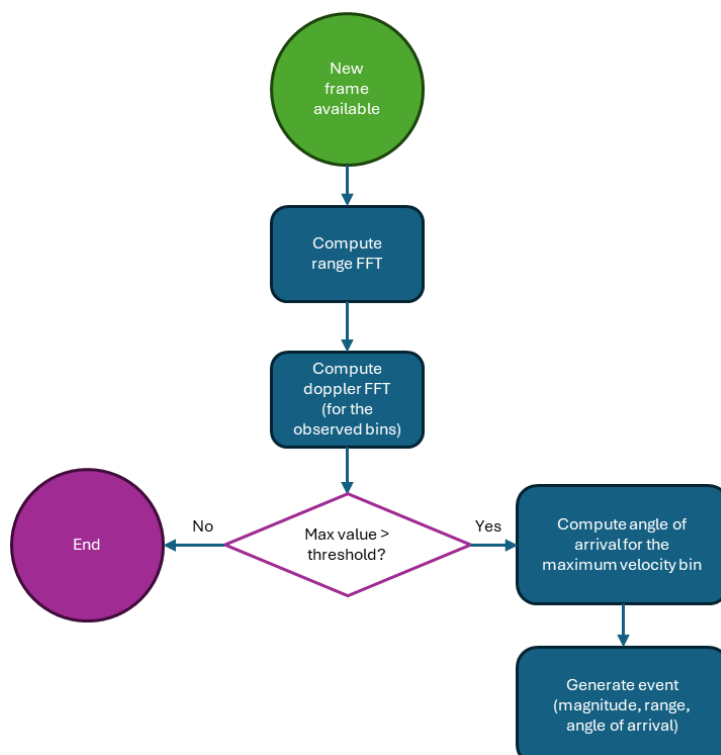 New
frame
available
Compute
range FFT
Compute
doppler FFT
(for the
observed bins)
No
Yes
End
Max value >
threshold?
Compute angle of
arrival for the
maximum velocity bin
Generate event
(magnitude, range,
angle of arrival)